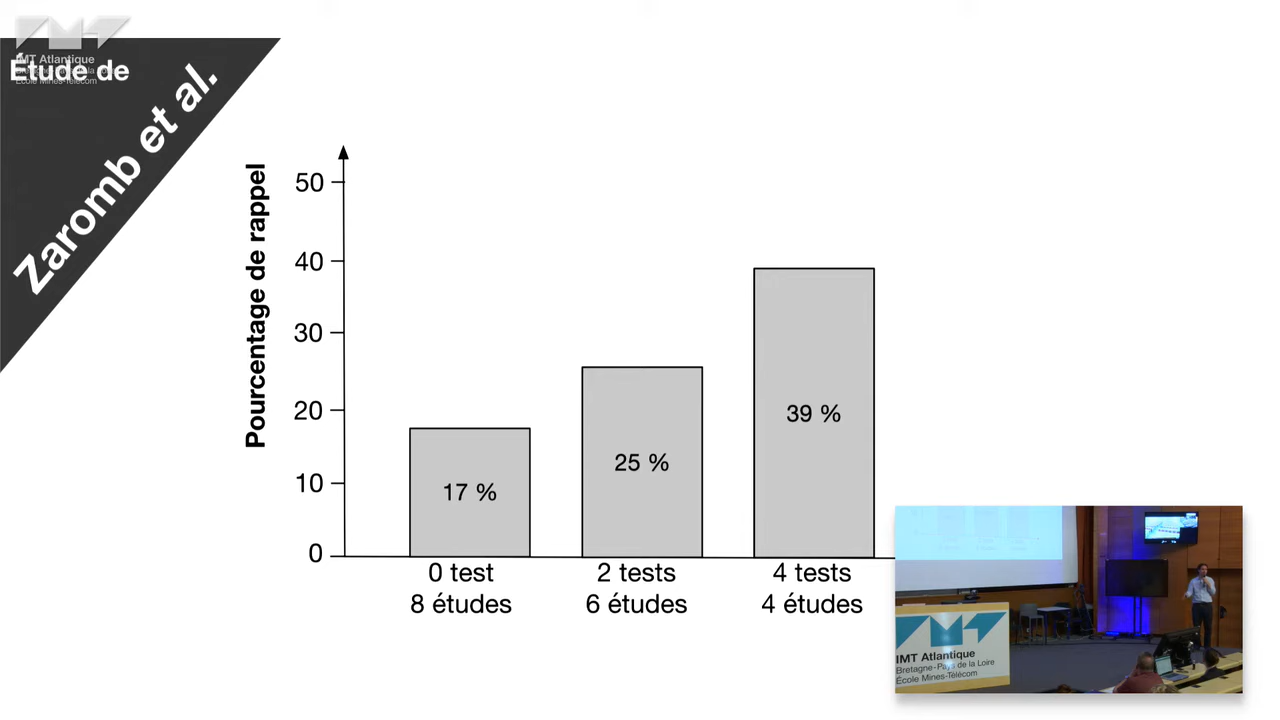 IMT Atlantique
Bretagne-Pays de la Loire
École Mines-Télécom
Étude de
Zaromb et al.
Pourcentage de rappel
50
40
30
20
10
0
17 %
25 %
39 %
0 test
8 études
2 tests
6 études
4 tests
4 études
IMT Atlantique
Bretagne-Pays de la Loire
École Mines-Télécom